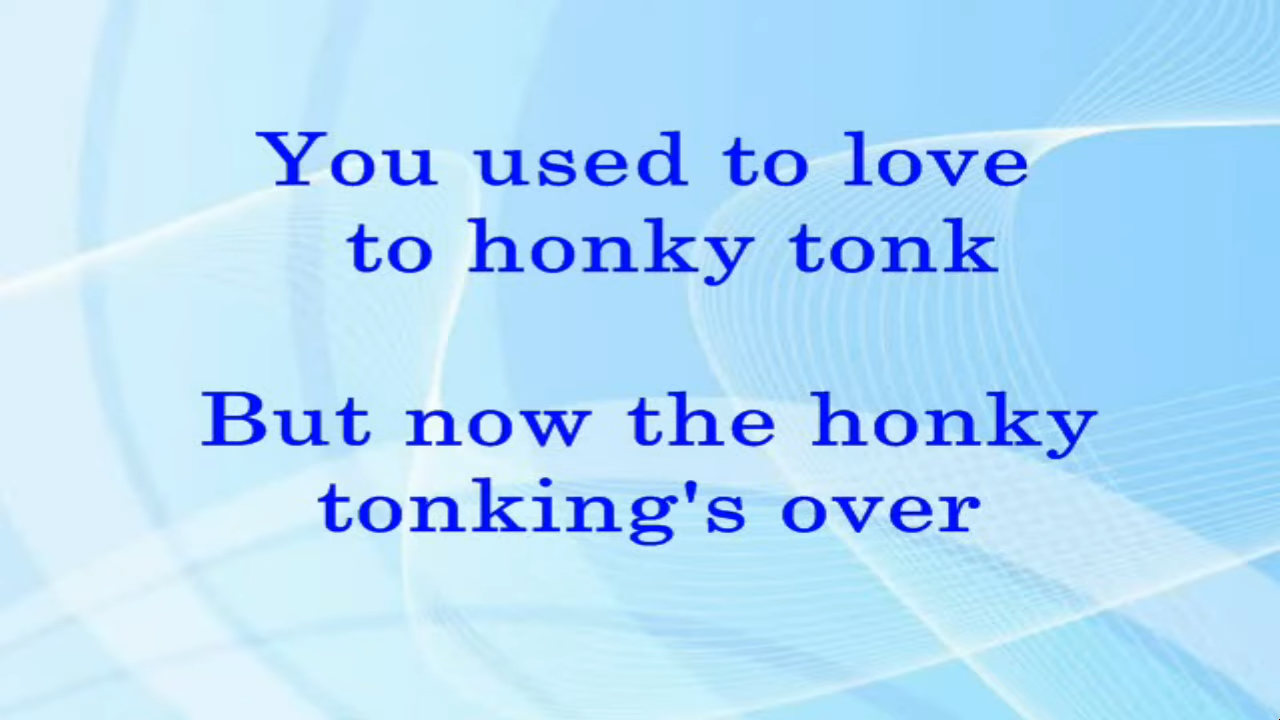 You used to love
to honky tonk
But now the honky
tonking's over